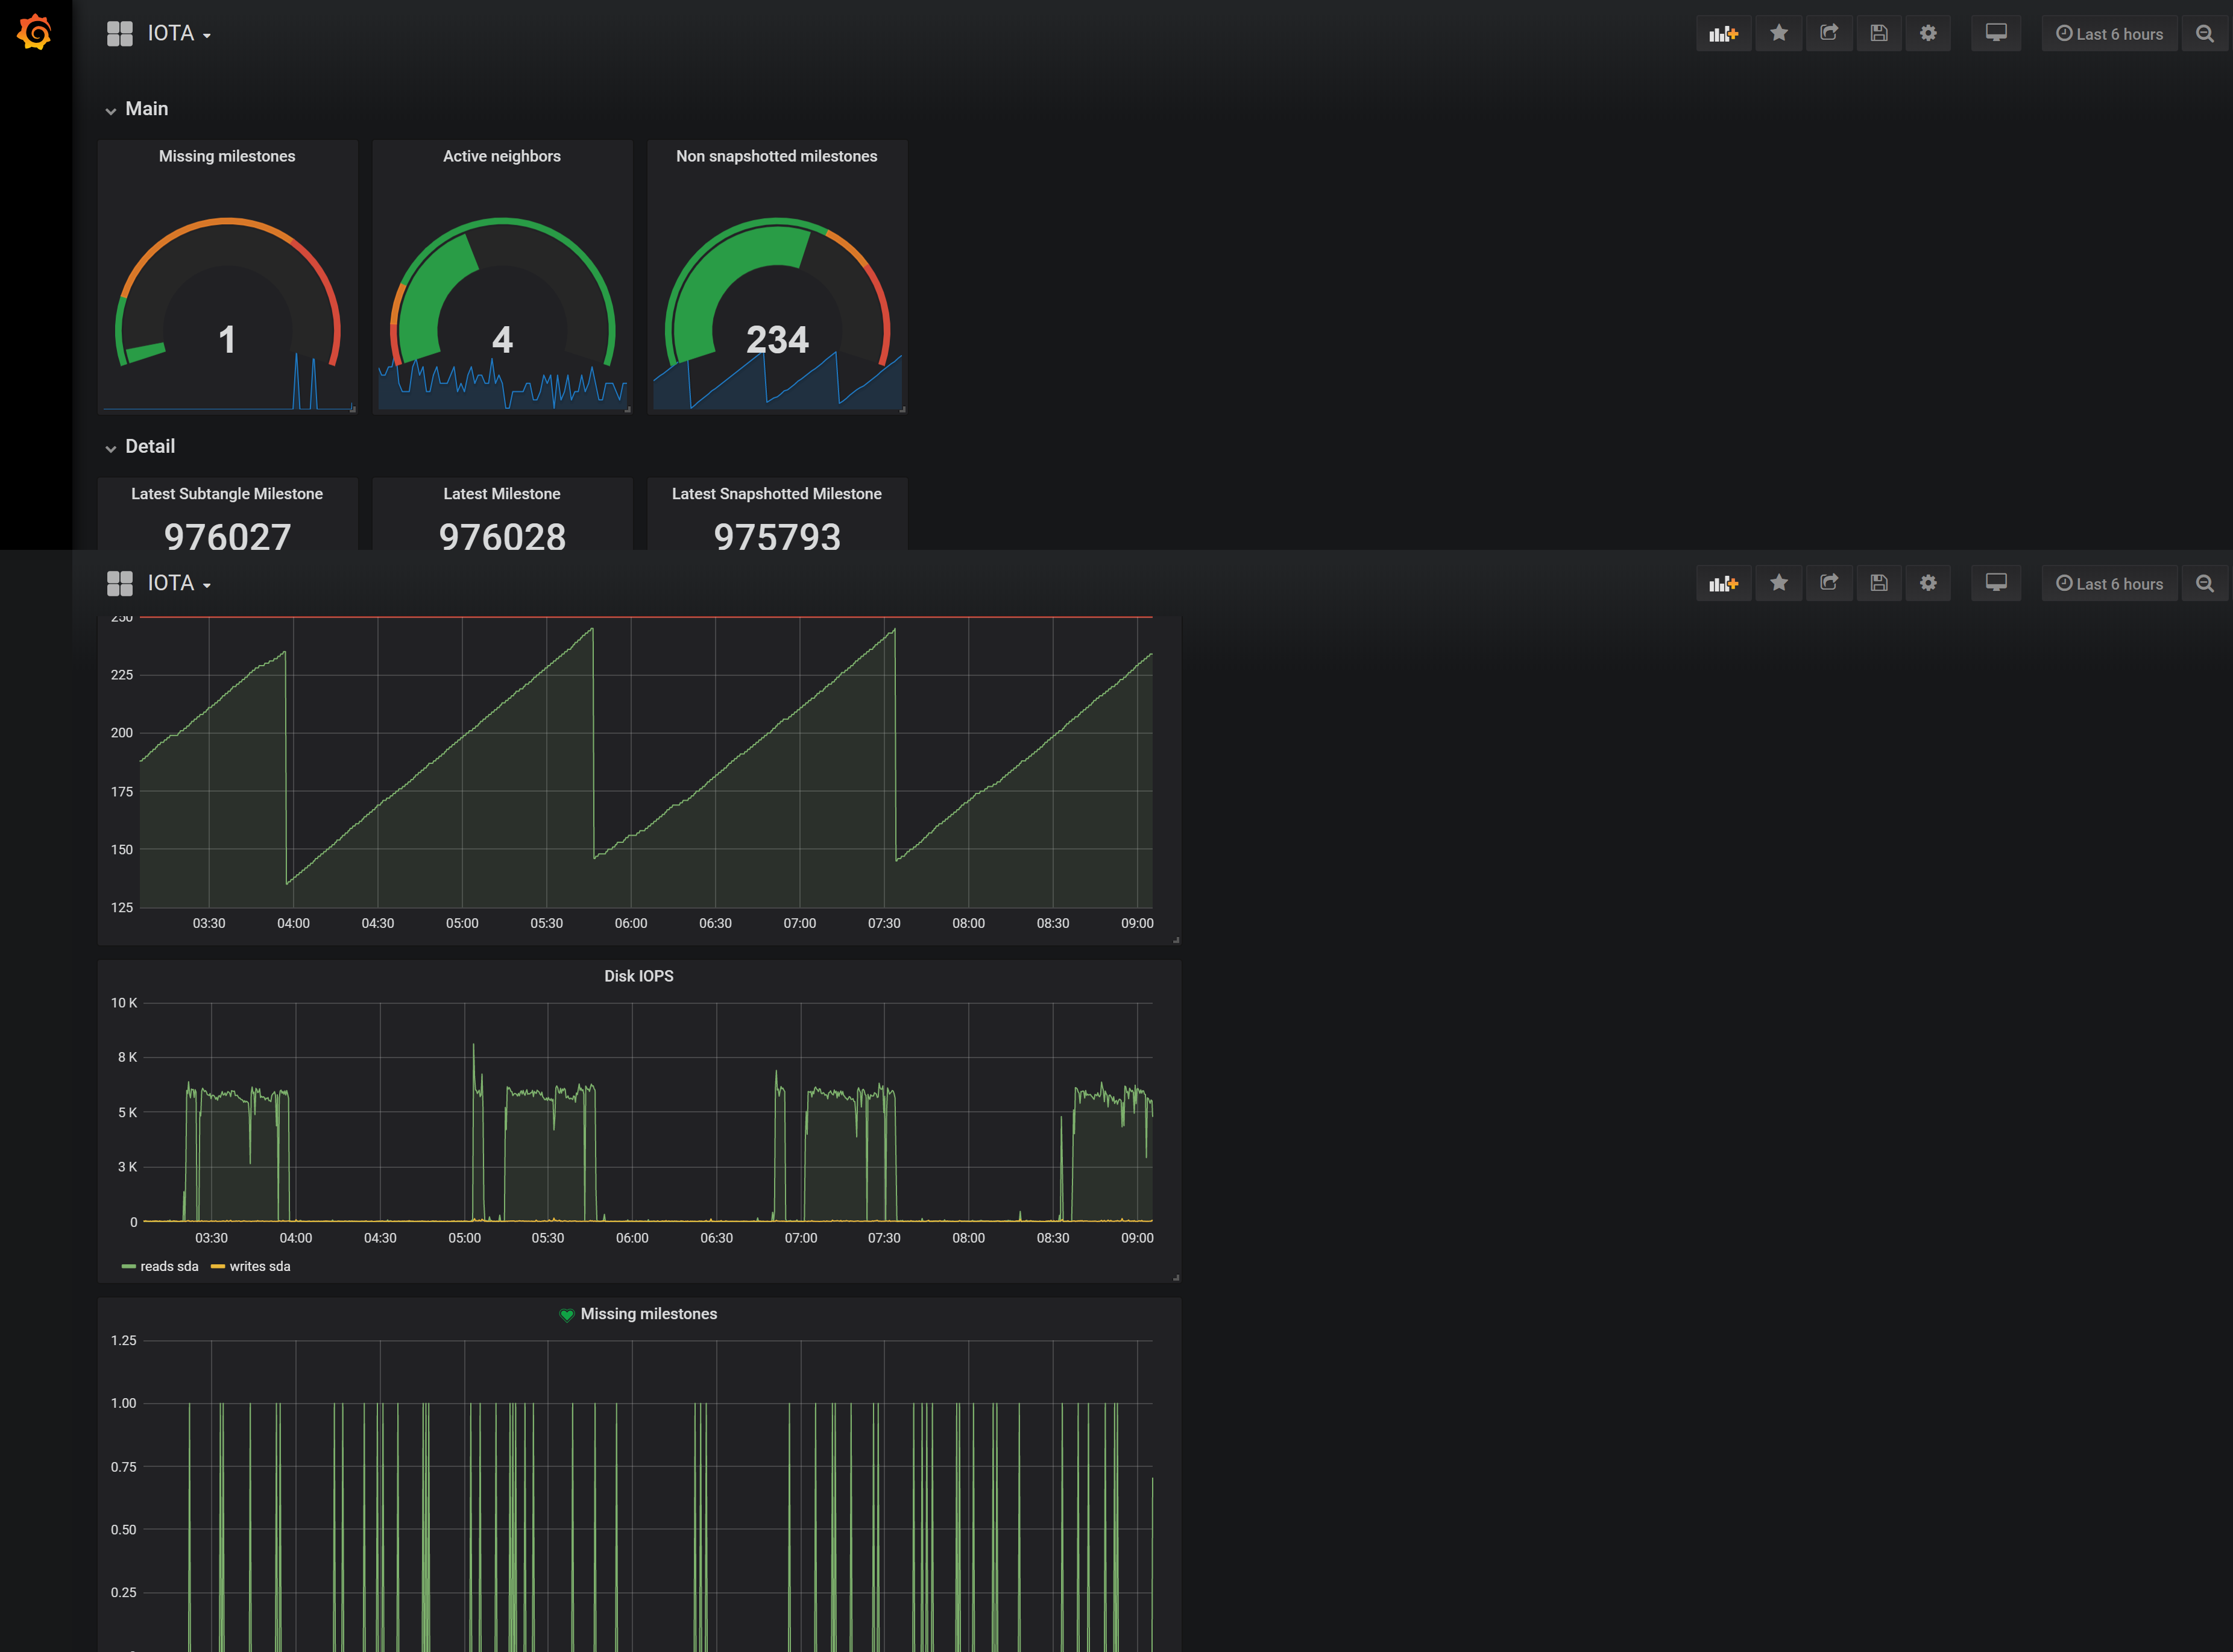 IOTA
Last 6 hours
Main
Missing milestones
Active neighbors
Non snapshotted milestones
1
4
234
Detail
Latest Subtangle Milestone
Latest Milestone
Latest Snapshotted Milestone
976027
976028
975793
IOTA
Last 6 hours
250
225
200
175
150
125
03:30 04:00 04:30 05:00 05:30 06:00 06:30 07:00 07:30 08:00 08:30 09:00
Disk IOPS
10 K
8 K
5 K
3 K
0
03:30 04:00 04:30 05:00 05:30 06:00 06:30 07:00 07:30 08:00 08:30 09:00
reads sda writes sda
Missing milestones
1.25
1.00
0.75
0.50
0.25